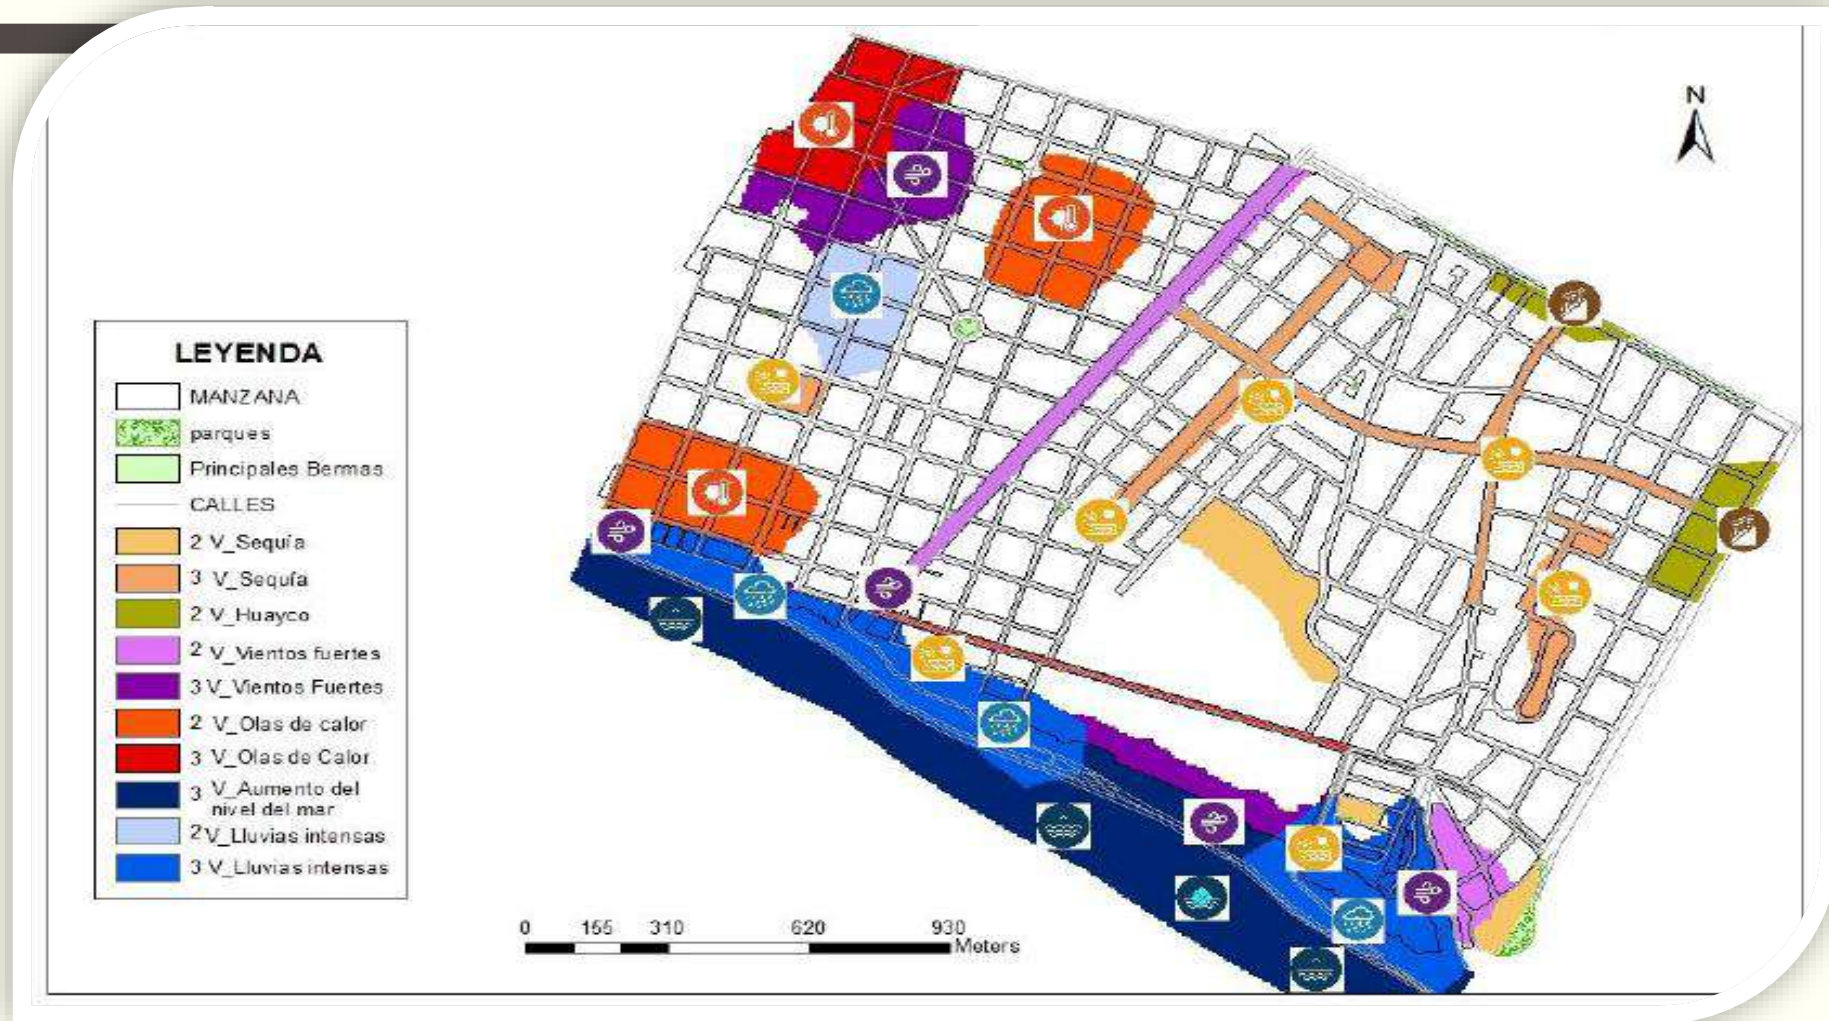 N
LEYENDA
MANZANA
parques
Principales Bermas
CALLES
2 V_Sequía
3 V_Sequía
2 V_Huayco
2 V_Vientos fuertes
3 V_Vientos Fuertes
2 V_Olas de calor
3 V_Olas de Calor
3 V_Aumento del
nivel del mar
2 V_Lluvias intensas
3 V_Lluvias intensas
0 155 310 620 930
Meters